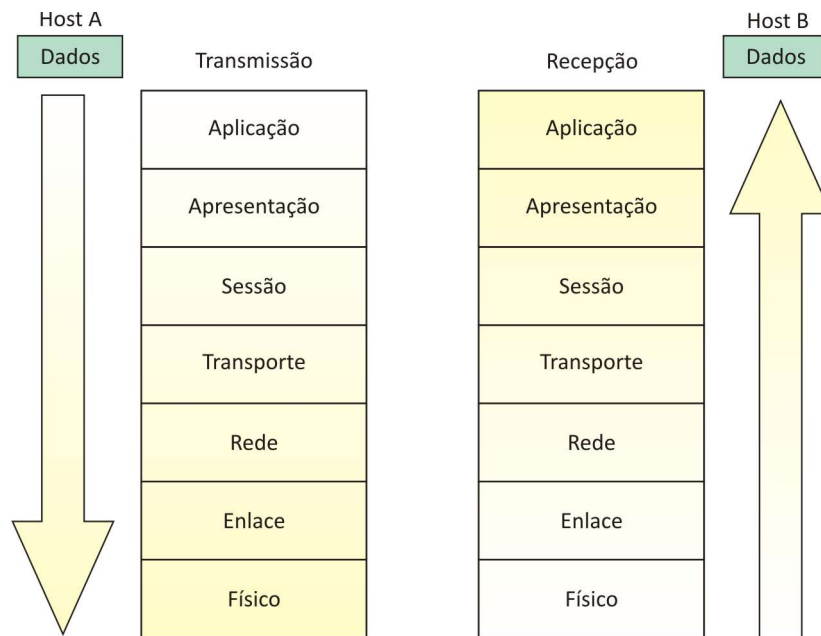 Host A
Host B
Dados
Transmissão
Recepção
Dados
Aplicação
Aplicação
Apresentação
Apresentação
Sessão
Sessão
Transporte
Transporte
Rede
Rede
Enlace
Enlace
Físico
Físico